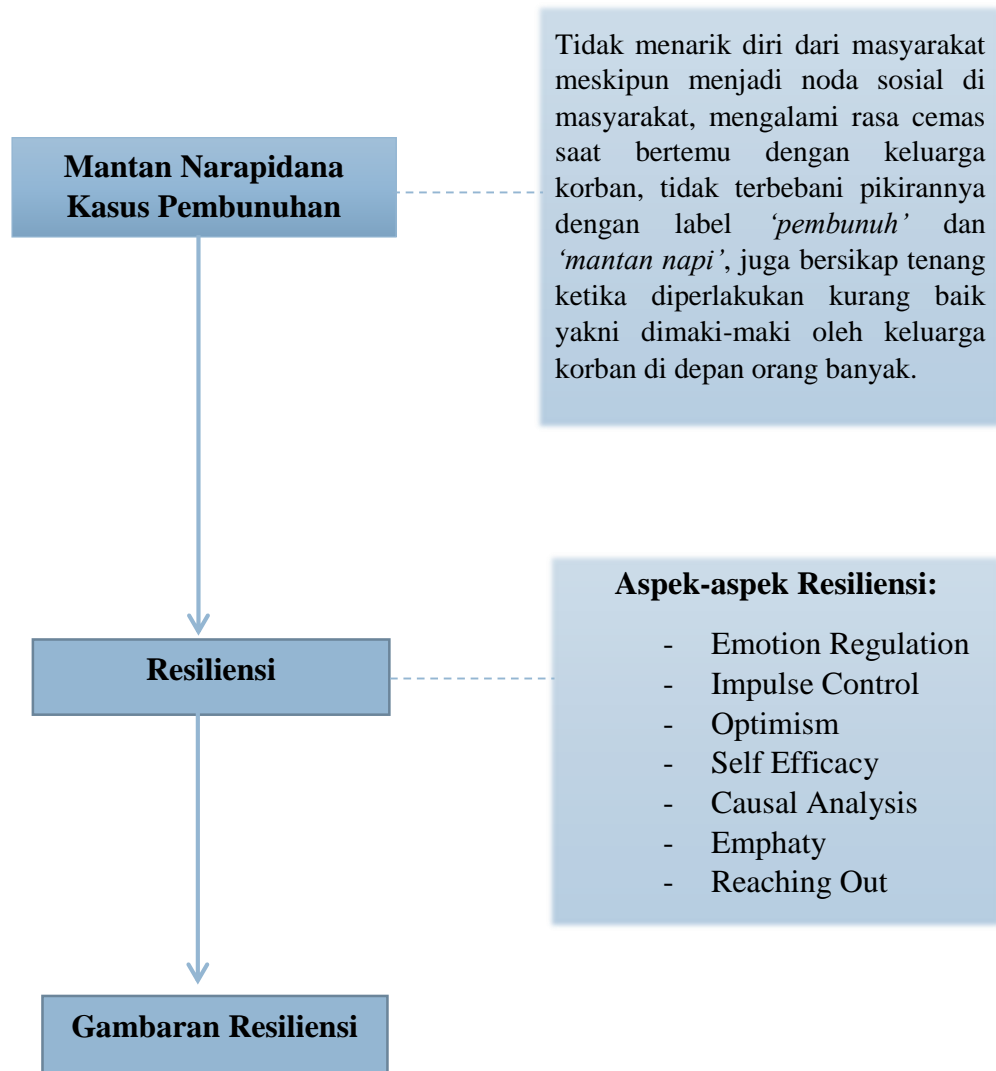 Mantan Narapidana
Kasus Pembunuhan
Tidak menarik diri dari masyarakat
meskipun menjadi noda sosial di
masyarakat, mengalami rasa cemas
saat bertemu dengan keluarga
korban, tidak terbebani pikirannya
dengan label ‘pembunuh’ dan
‘mantan napi’, juga bersikap tenang
ketika diperlakukan kurang baik
yakni dimaki-maki oleh keluarga
korban di depan orang banyak.
Resiliensi
Aspek-aspek Resiliensi:
- Emotion Regulation
- Impulse Control
- Optimism
- Self Efficacy
- Causal Analysis
- Emphaty
- Reaching Out
Gambaran Resiliensi